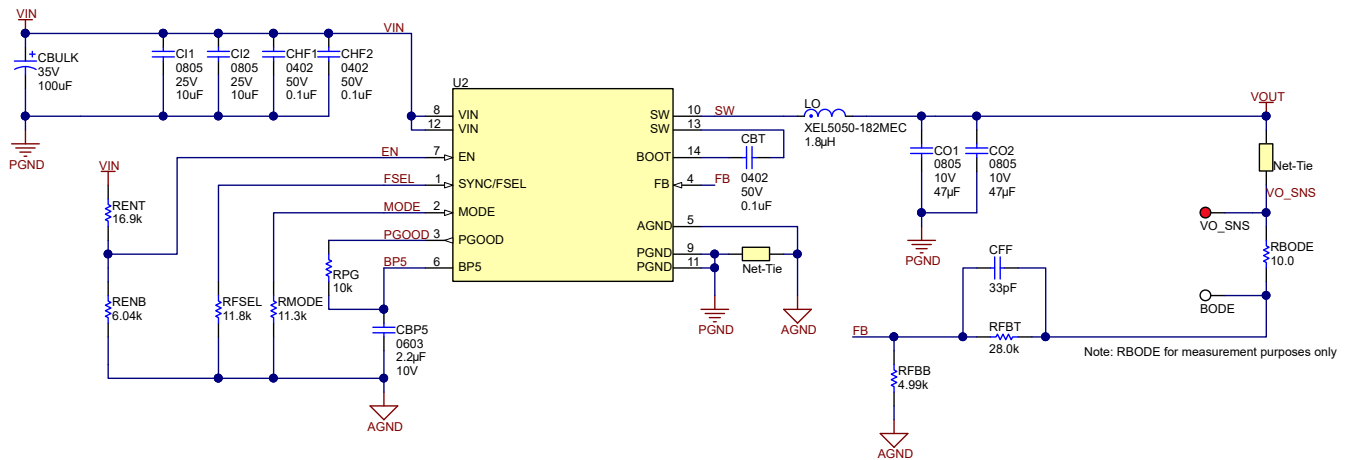 VIN
VIN
CBULK
35V
100uF
+
CI1
0805
25V
10uF
CI2
0805
25V
10uF
CHF1
0402
50V
0.1uF
CHF2
0402
50V
0.1uF
PGND
U2
8 VIN
12 VIN
7 EN
1 SYNC/FSEL
2 MODE
3 PGOOD
6 BP5
SW 10
SW 13
BOOT 14
FB 4
AGND 5
PGND 9
PGND 11
EN
FSEL
MODE
PGOOD
BP5
VIN
RENT
16.9k
RENB
6.04k
RFSEL
11.8k
RMODE
11.3k
RPG
10k
CBP5
0603
2.2µF
10V
AGND
SW
FB
CBT
0402
50V
0.1uF
Net-Tie
PGND
AGND
LO
XEL5050-182MEC
1.8µH
CO1
0805
10V
47µF
CO2
0805
10V
47µF
PGND
VOUT
Net-Tie
VO_SNS
VO_SNS
RBODE
10.0
BODE
CFF
33pF
RFBT
28.0k
FB
RFBB
4.99k
AGND
Note: RBODE for measurement purposes only